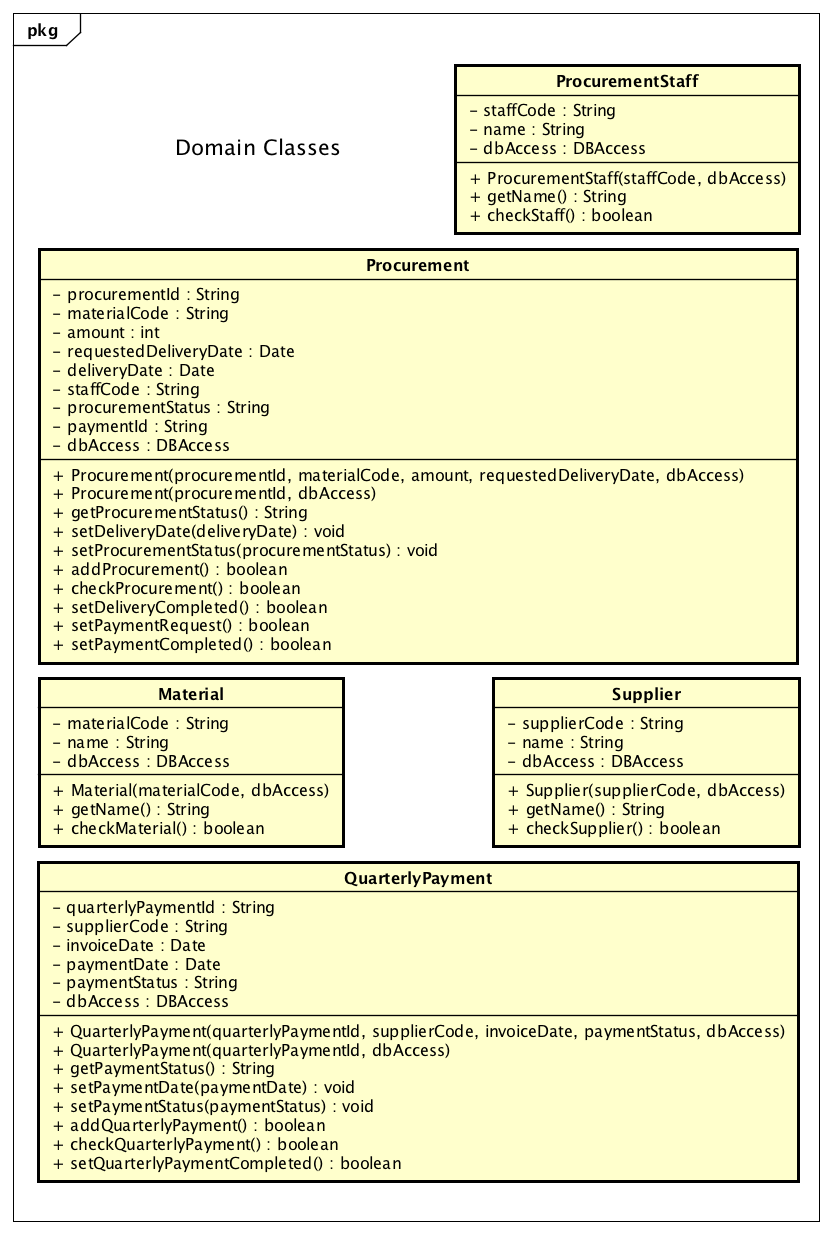 pkg
Domain Classes
ProcurementStaff
- staffCode : String
- name : String
- dbAccess : DBAccess
+ ProcurementStaff(staffCode, dbAccess)
+ getName() : String
+ checkStaff() : boolean
Procurement
- procurementId : String
- materialCode : String
- amount : int
- requestedDeliveryDate : Date
- deliveryDate : Date
- staffCode : String
- procurementStatus : String
- paymentId : String
- dbAccess : DBAccess
+ Procurement(procurementId, materialCode, amount, requestedDeliveryDate, dbAccess)
+ Procurement(procurementId, dbAccess)
+ getProcurementStatus() : String
+ setDeliveryDate(deliveryDate) : void
+ setProcurementStatus(procurementStatus) : void
+ addProcurement() : boolean
+ checkProcurement() : boolean
+ setDeliveryCompleted() : boolean
+ setPaymentRequest() : boolean
+ setPaymentCompleted() : boolean
Material
- materialCode : String
- name : String
- dbAccess : DBAccess
+ Material(materialCode, dbAccess)
+ getName() : String
+ checkMaterial() : boolean
Supplier
- supplierCode : String
- name : String
- dbAccess : DBAccess
+ Supplier(supplierCode, dbAccess)
+ getName() : String
+ checkSupplier() : boolean
QuarterlyPayment
- quarterlyPaymentId : String
- supplierCode : String
- invoiceDate : Date
- paymentDate : Date
- paymentStatus : String
- dbAccess : DBAccess
+ QuarterlyPayment(quarterlyPaymentId, supplierCode, invoiceDate, paymentStatus, dbAccess)
+ QuarterlyPayment(quarterlyPaymentId, dbAccess)
+ getPaymentStatus() : String
+ setPaymentDate(paymentDate) : void
+ setPaymentStatus(paymentStatus) : void
+ addQuarterlyPayment() : boolean
+ checkQuarterlyPayment() : boolean
+ setQuarterlyPaymentCompleted() : boolean